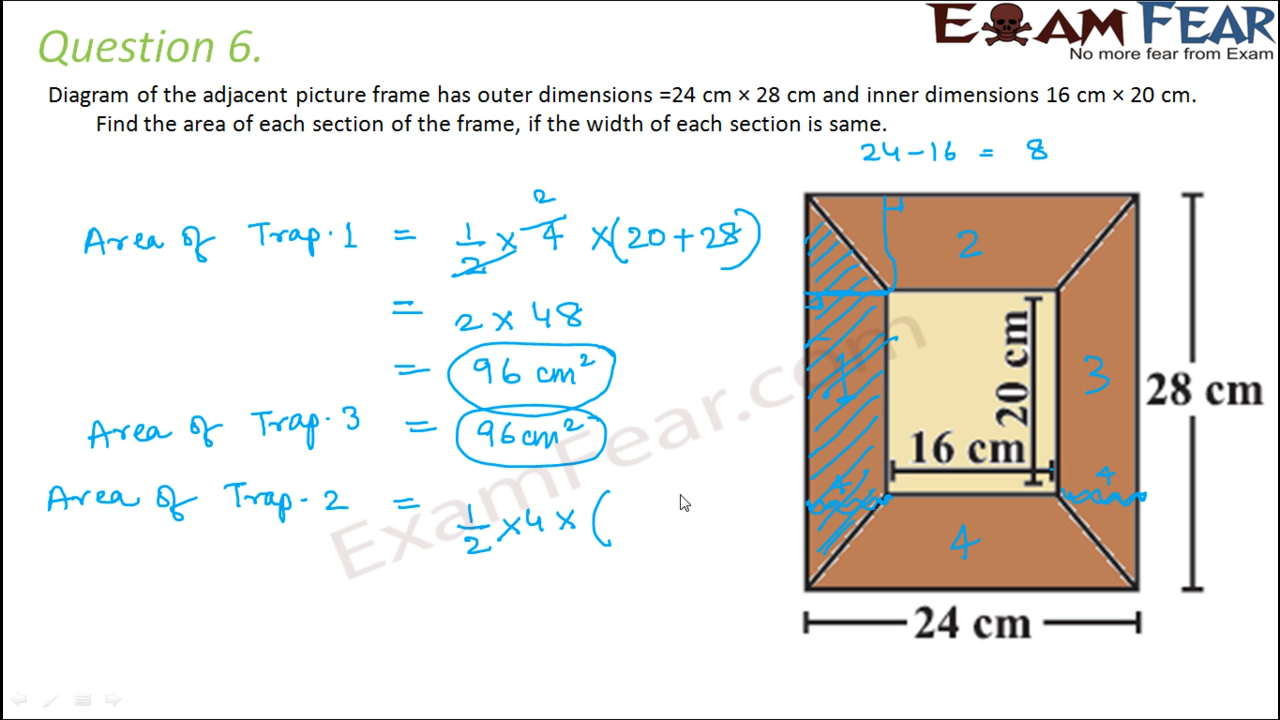 Question 6.
EXAM FEAR
No more fear from Exam
Diagram of the adjacent picture frame has outer dimensions =24 cm × 28 cm and inner dimensions 16 cm × 20 cm.
Find the area of each section of the frame, if the width of each section is same.
24 - 16 = 8
Area of Trap. 1 = 1/2 × 4 2 × (20 + 28)
= 2 × 48
= 96 cm²
Area of Trap. 3 = 96 cm²
Area of Trap. 2 = 1/2 × 4 × (
2
1
3
20 cm
28 cm
16 cm
4
4
4
24 cm
ExamFear.com